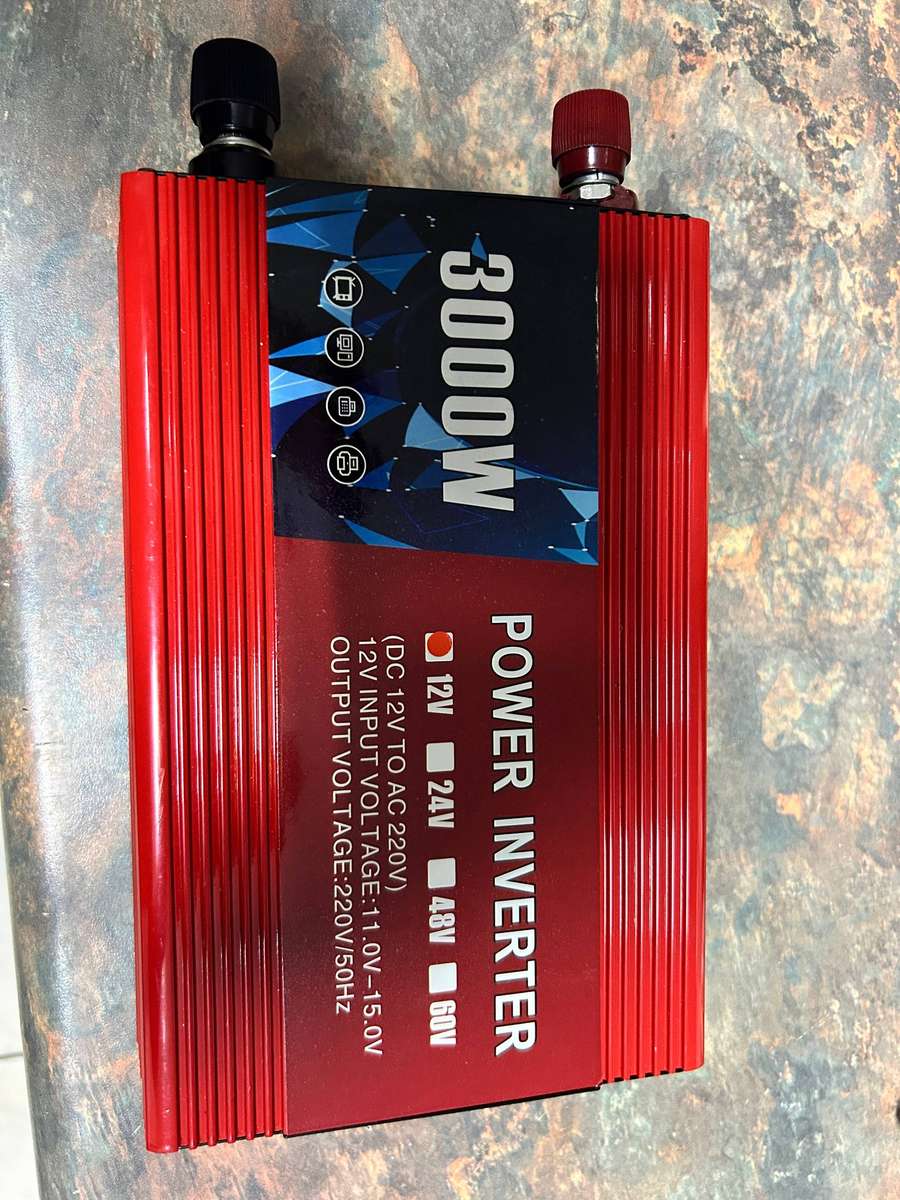 3000W
POWER INVERTER
12V 24V 48V 60V
(DC 12V TO AC 220V)
12V INPUT VOLTAGE:11.0V-15.0V
OUTPUT VOLTAGE:220V/50Hz